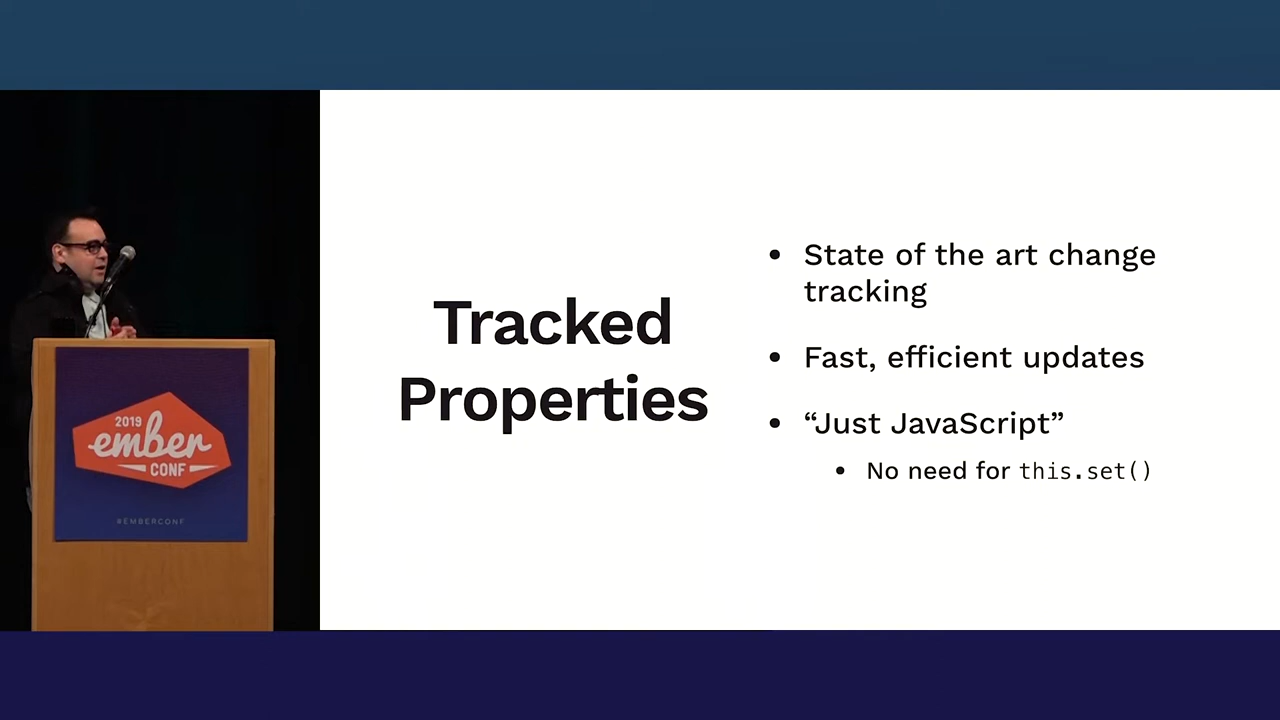 2019
ember
CONF
#EMBERCONF
Tracked
Properties
• State of the art change
tracking
• Fast, efficient updates
• “Just JavaScript”
• No need for this.set()